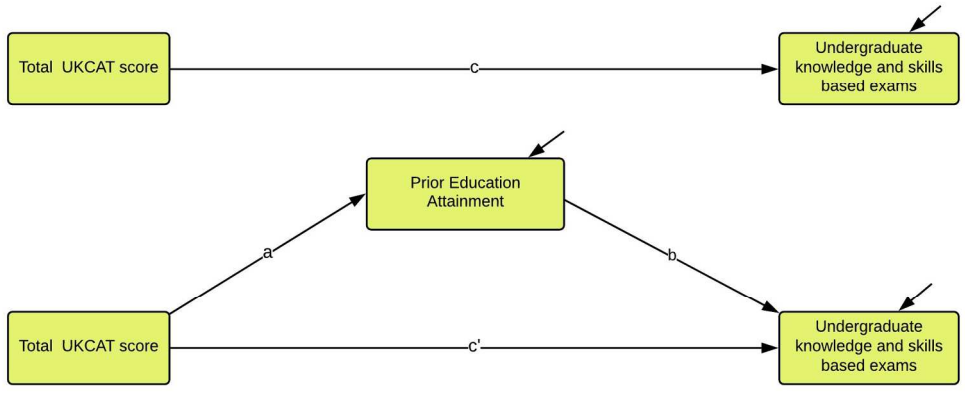 Total UKCAT score
c
Undergraduate
knowledge and skills
based exams
Prior Education
Attainment
a
b
Total UKCAT score
c'
Undergraduate
knowledge and skills
based exams